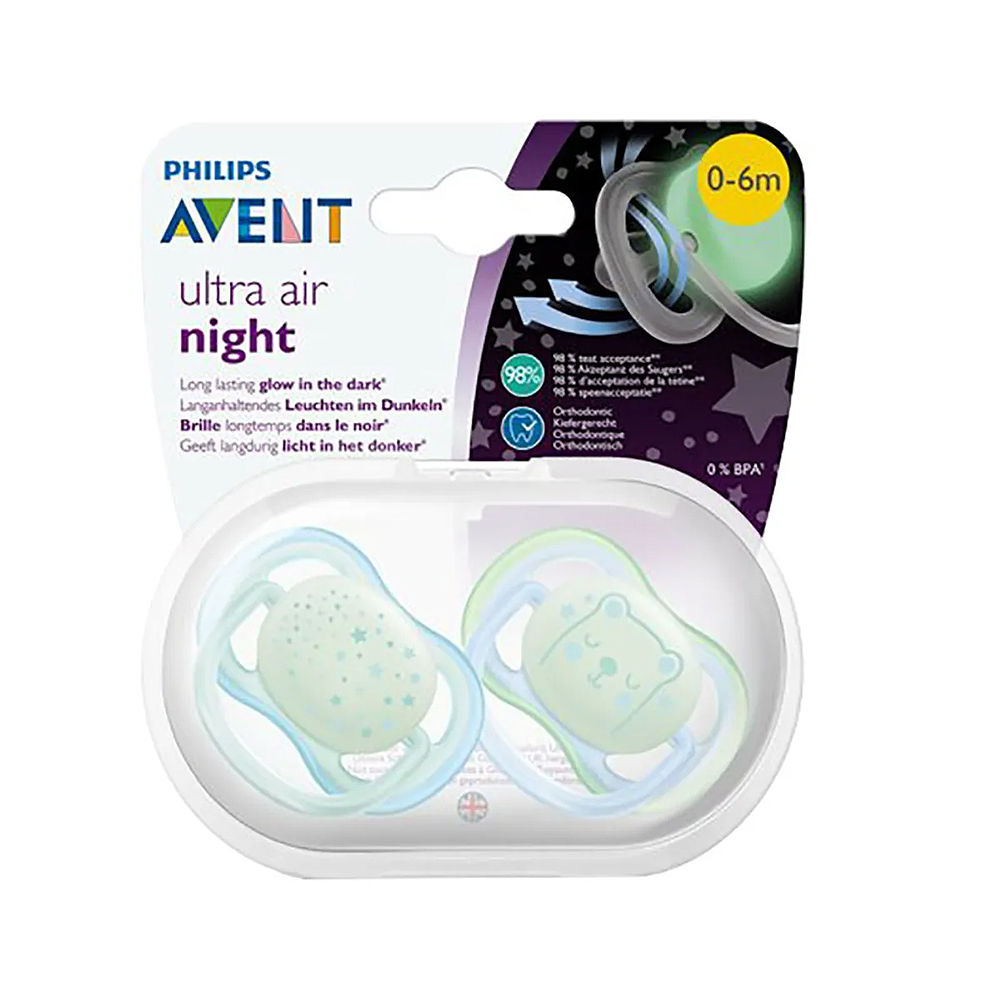 PHILIPS
AVENT
ultra air
night
Long lasting glow in the dark*
Langanhaltendes Leuchten im Dunkeln*
Brille longtemps dans le noir*
Geeft langdurig licht in het donker*
0-6m
98%
98 % teat acceptance**
98 % Akzeptanz des Saugers**
98 % d'acceptation de la tétine**
98 % speenacceptatie**
Orthodontic
Kiefergerecht
Orthodontique
Orthodontisch
0 % BPA¹